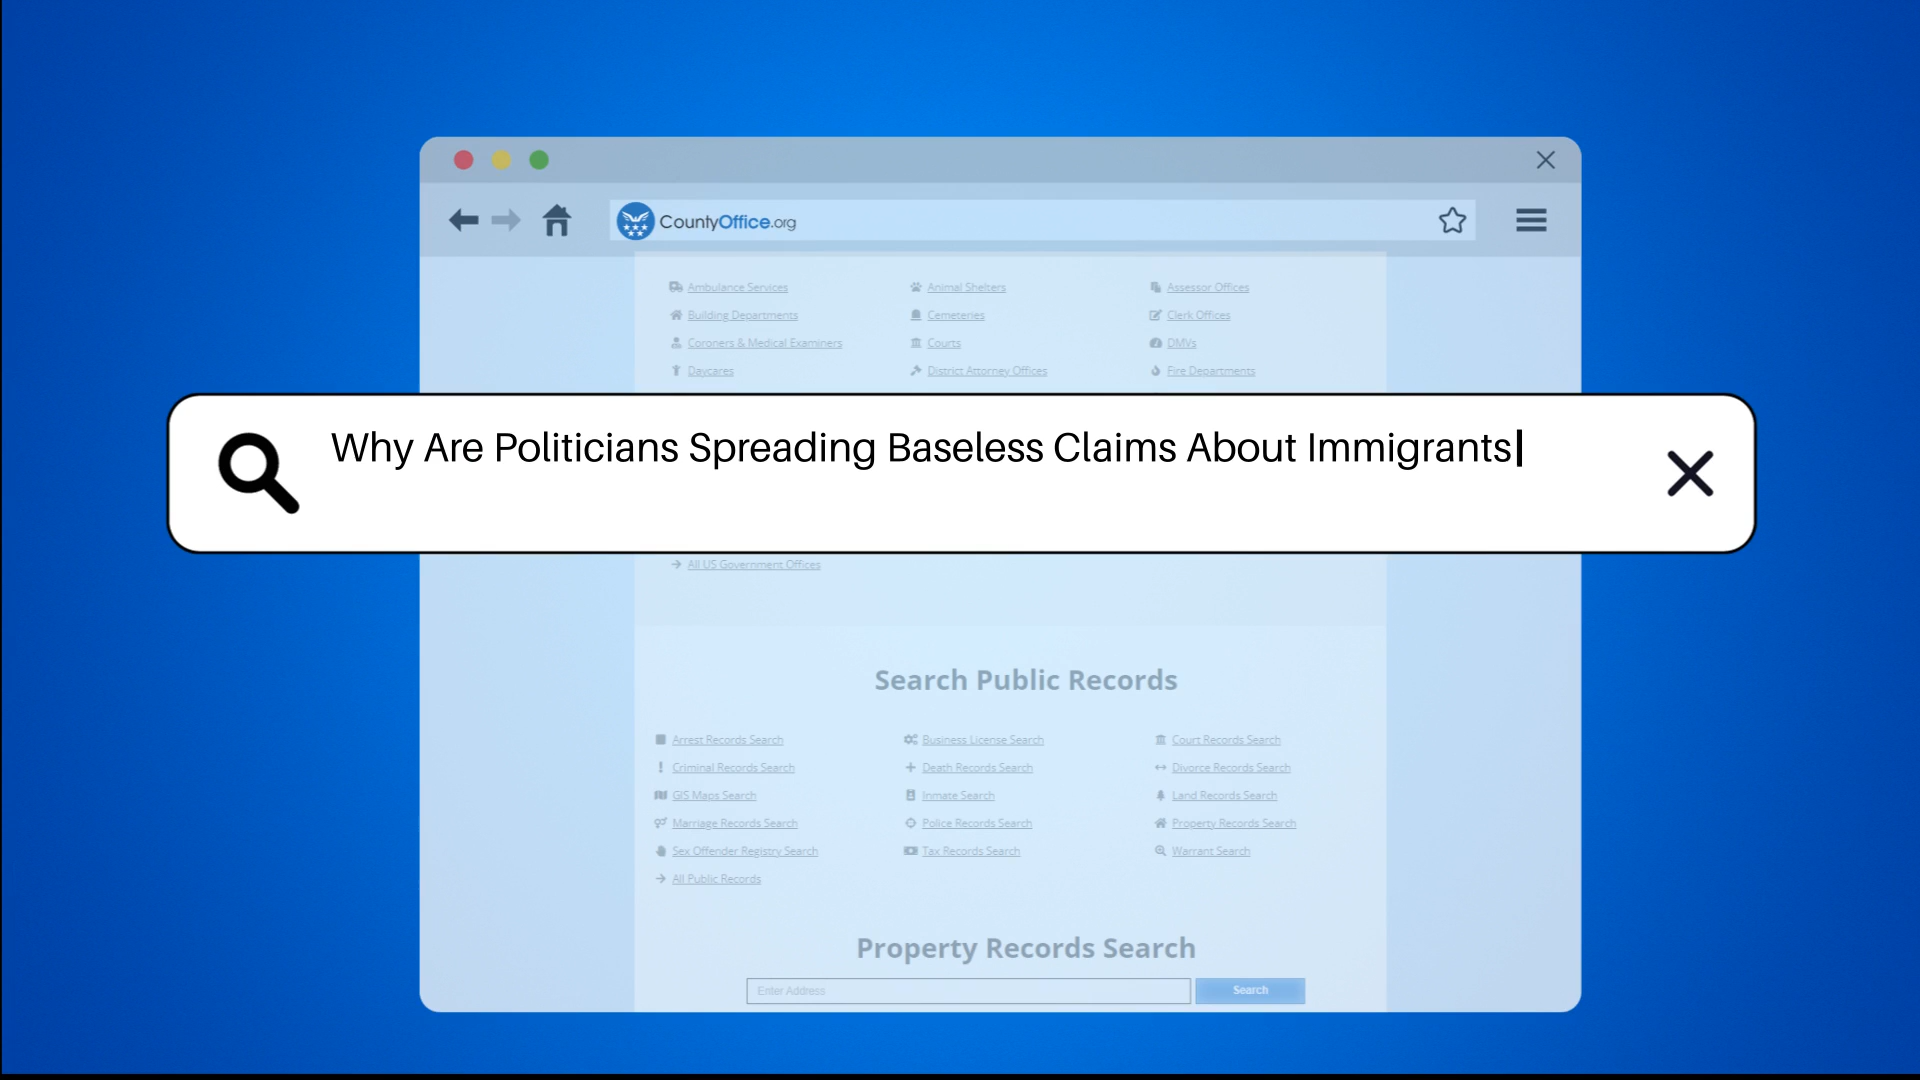 CountyOffice.org
Ambulance Services Animal Shelters Assessor Offices
Building Departments Cemeteries Clerk Offices
Coroners & Medical Examiners Courts DMVs
Daycares District Attorney Offices Fire Departments
Why Are Politicians Spreading Baseless Claims About Immigrants
All US Government Offices
Search Public Records
Arrest Records Search Business License Search Court Records Search
Criminal Records Search Death Records Search Divorce Records Search
GIS Maps Search Inmate Search Land Records Search
Marriage Records Search Police Records Search Property Records Search
Sex Offender Registry Search Tax Records Search Warrant Search
All Public Records
Property Records Search
Enter Address Search